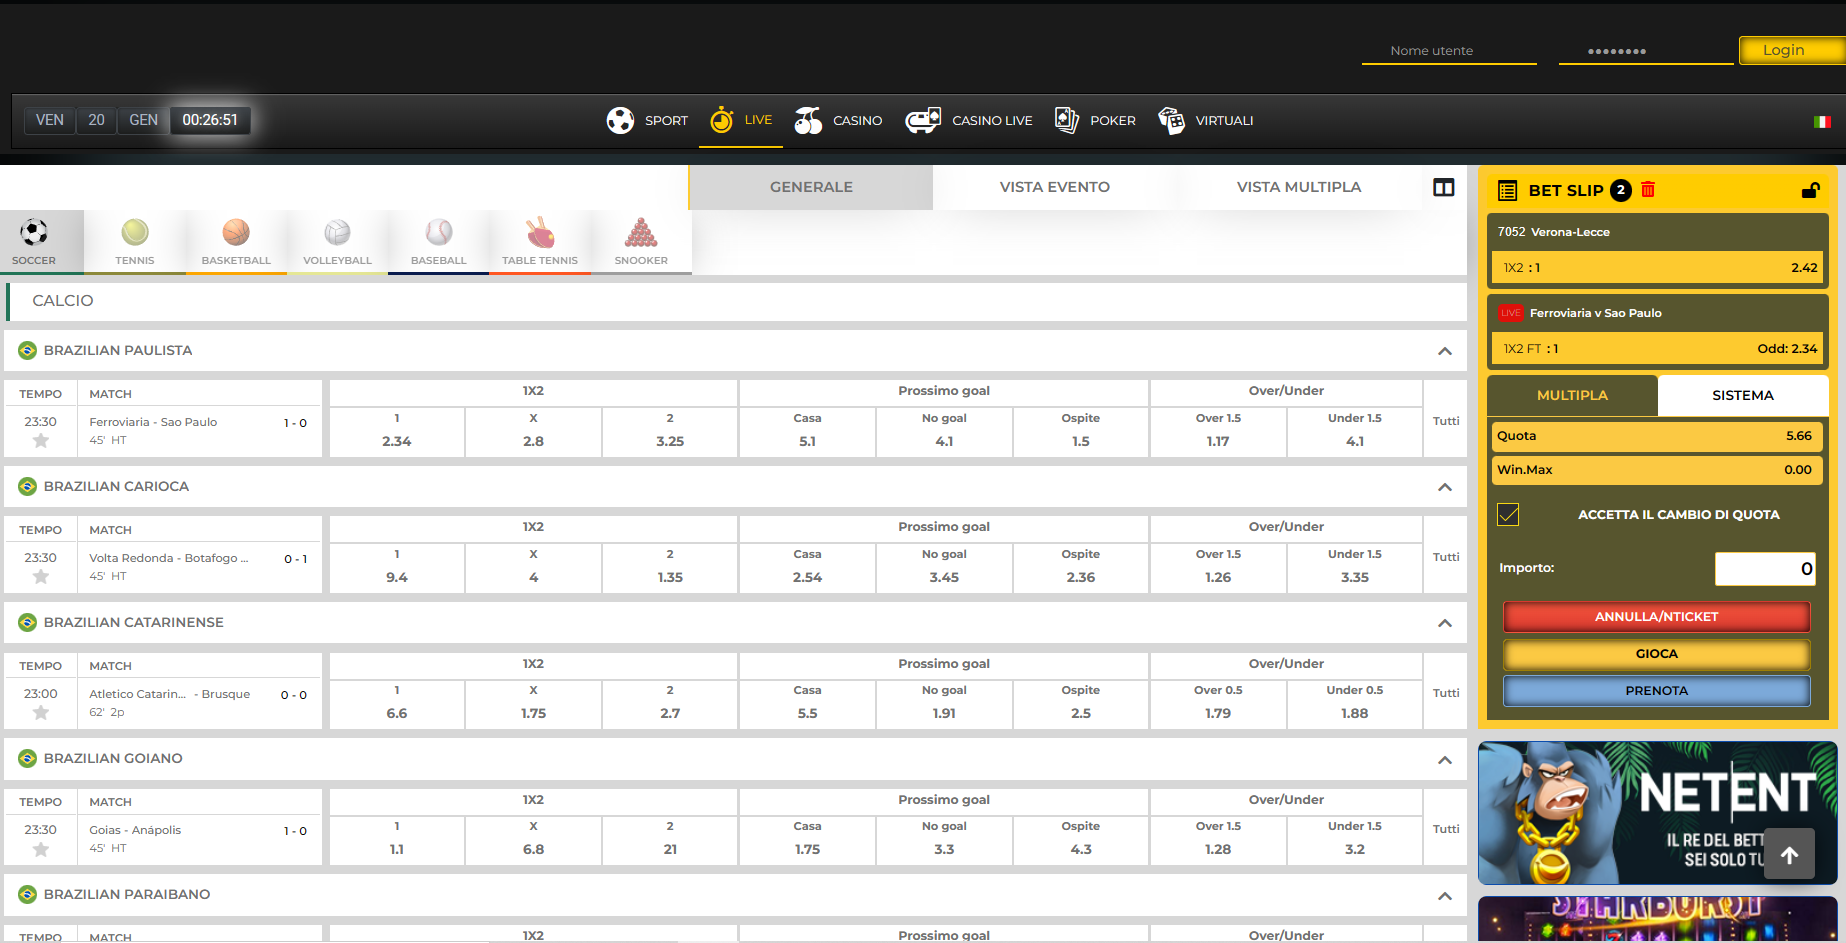 Nome utente
••••••••
Login
VEN 20 GEN 00:26:51
SPORT LIVE CASINO CASINO LIVE POKER VIRTUALI
GENERALE VISTA EVENTO VISTA MULTIPLA
SOCCER TENNIS BASKETBALL VOLLEYBALL BASEBALL TABLE TENNIS SNOOKER
CALCIO
BRAZILIAN PAULISTA
TEMPO MATCH 1X2 Prossimo goal Over/Under
1 X 2 Casa No goal Ospite Over 1.5 Under 1.5 Tutti
23:30 Ferroviaria - Sao Paulo 1 - 0
45' HT 2.34 2.8 3.25 5.1 4.1 1.5 1.17 4.1
BRAZILIAN CARIOCA
TEMPO MATCH 1X2 Prossimo goal Over/Under
1 X 2 Casa No goal Ospite Over 1.5 Under 1.5 Tutti
23:30 Volta Redonda - Botafogo ... 0 - 1
45' HT 9.4 4 1.35 2.54 3.45 2.36 1.26 3.35
BRAZILIAN CATARINENSE
TEMPO MATCH 1X2 Prossimo goal Over/Under
1 X 2 Casa No goal Ospite Over 0.5 Under 0.5 Tutti
23:00 Atletico Catarin... - Brusque 0 - 0
62' 2p 6.6 1.75 2.7 5.5 1.91 2.5 1.79 1.88
BRAZILIAN GOIANO
TEMPO MATCH 1X2 Prossimo goal Over/Under
1 X 2 Casa No goal Ospite Over 1.5 Under 1.5 Tutti
23:30 Goias - Anápolis 1 - 0
45' HT 1.1 6.8 21 1.75 3.3 4.3 1.28 3.2
BRAZILIAN PARAIBANO
TEMPO MATCH 1X2 Prossimo goal Over/Under
BET SLIP 2
7052 Verona-Lecce
1X2 : 1 2.42
LIVE Ferroviaria v Sao Paulo
1X2 FT : 1 Odd: 2.34
MULTIPLA SISTEMA
Quota 5.66
Win.Max 0.00
ACCETTA IL CAMBIO DI QUOTA
Importo: 0
ANNULLA/NTICKET
GIOCA
PRENOTA
NETENT
IL RE DEL BETT
SEI SOLO TU
STARBURST